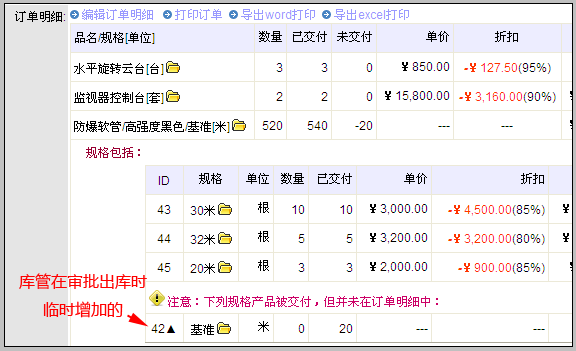 订单明细: 编辑订单明细 打印订单 导出word打印 导出excel打印
品名/规格[单位] 数量 已交付 未交付 单价 折扣
水平旋转云台[台] 3 3 0 ¥ 850.00 -¥ 127.50(95%)
监视器控制台[套] 2 2 0 ¥ 15,800.00 -¥ 3,160.00(90%)
防爆软管/高强度黑色/基准[米] 520 540 -20 --- ---
规格包括：
ID 规格 单位 数量 已交付 单价 折扣
43 30米 根 10 10 ¥ 3,000.00 -¥ 4,500.00(85%)
44 32米 根 5 5 ¥ 3,200.00 -¥ 3,200.00(80%)
45 20米 根 3 3 ¥ 2,000.00 -¥ 900.00(85%)
库管在审批出库时
临时增加的
注意：下列规格产品被交付，但并未在订单明细中：
42▲ 基准 米 0 20 --- ---